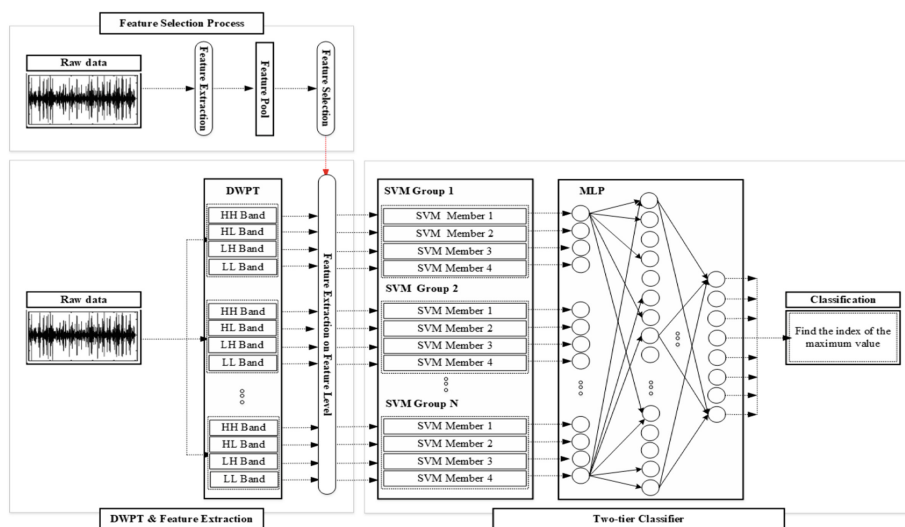 Feature Selection Process
Raw data
Feature Extraction
Feature Pool
Feature Selection
DWPT
SVM Group 1
MLP
HH Band
SVM Member 1
HL Band
SVM Member 2
LH Band
SVM Member 3
LL Band
SVM Member 4
Feature Extraction on Feature Level
Raw data
SVM Group 2
Classification
HH Band
SVM Member 1
HL Band
SVM Member 2
LH Band
SVM Member 3
LL Band
SVM Member 4
Find the index of the
maximum value
SVM Group N
HH Band
SVM Member 1
HL Band
SVM Member 2
LH Band
SVM Member 3
LL Band
SVM Member 4
DWPT & Feature Extraction
Two-tier Classifier